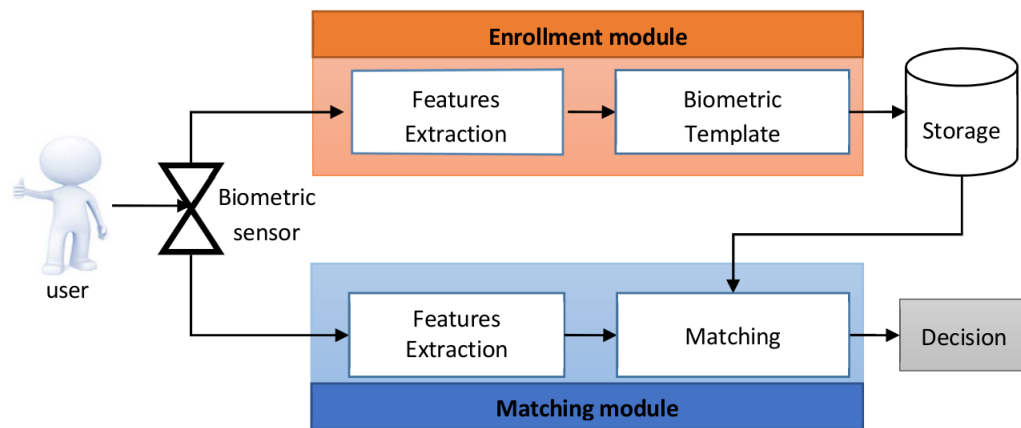 Enrollment module
Features
Extraction
Biometric
Template
Storage
Biometric
sensor
user
Features
Extraction
Matching
Decision
Matching module